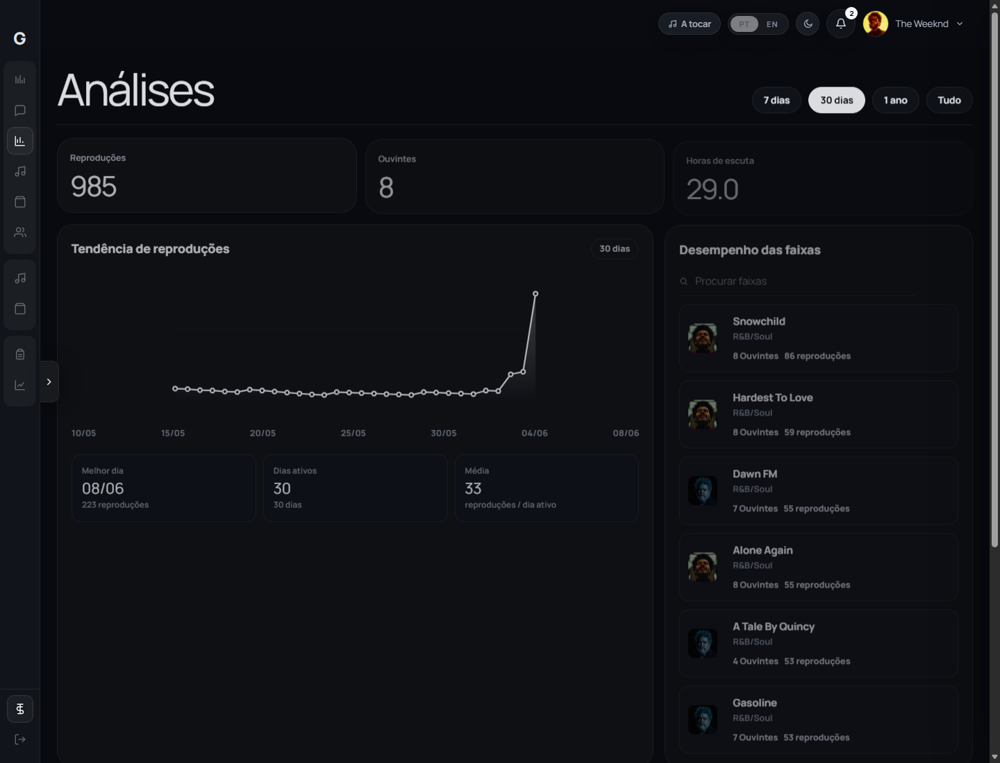 G
A tocar
PT EN
2
The Weeknd
Análises
7 dias 30 dias 1 ano Tudo
Reproduções
985
Ouvintes
8
Horas de escuta
29.0
Tendência de reproduções
30 dias
10/05 15/05 20/05 25/05 30/05 04/06 08/06
Melhor dia
08/06
223 reproduções
Dias ativos
30
30 dias
Média
33
reproduções / dia ativo
Desempenho das faixas
Procurar faixas
Snowchild
R&B/Soul
8 Ouvintes 86 reproduções
Hardest To Love
R&B/Soul
8 Ouvintes 59 reproduções
Dawn FM
R&B/Soul
7 Ouvintes 55 reproduções
Alone Again
R&B/Soul
8 Ouvintes 55 reproduções
A Tale By Quincy
R&B/Soul
4 Ouvintes 53 reproduções
Gasoline
R&B/Soul
7 Ouvintes 53 reproduções